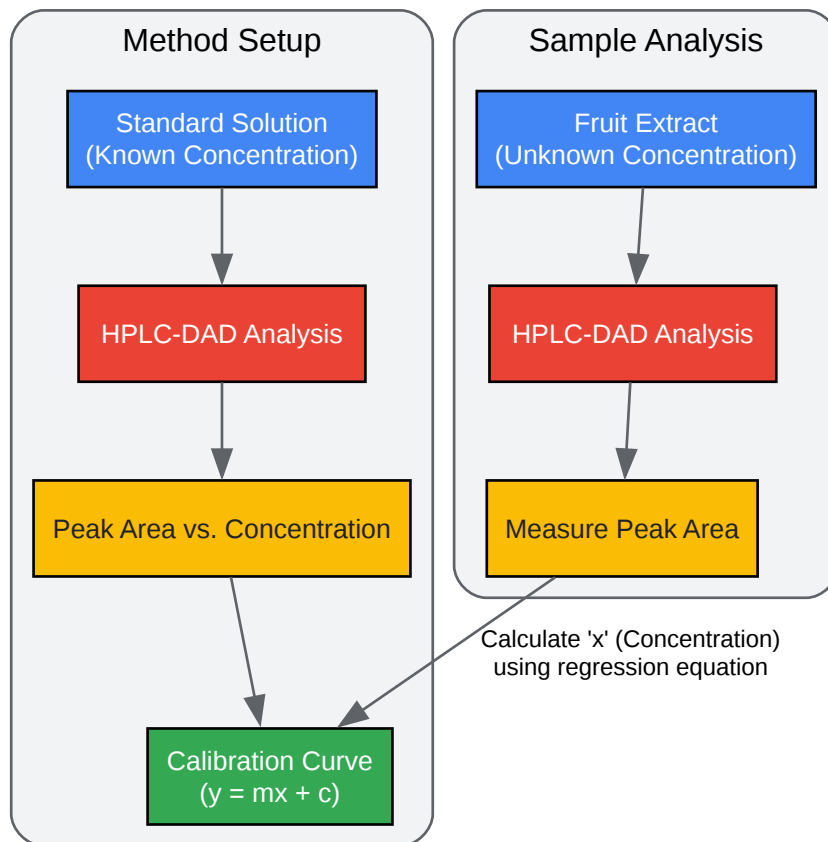 Method Setup
Standard Solution
(Known Concentration)
HPLC-DAD Analysis
Peak Area vs. Concentration
Calibration Curve
(y = mx + c)
Sample Analysis
Fruit Extract
(Unknown Concentration)
HPLC-DAD Analysis
Measure Peak Area
Calculate 'x' (Concentration)
using regression equation